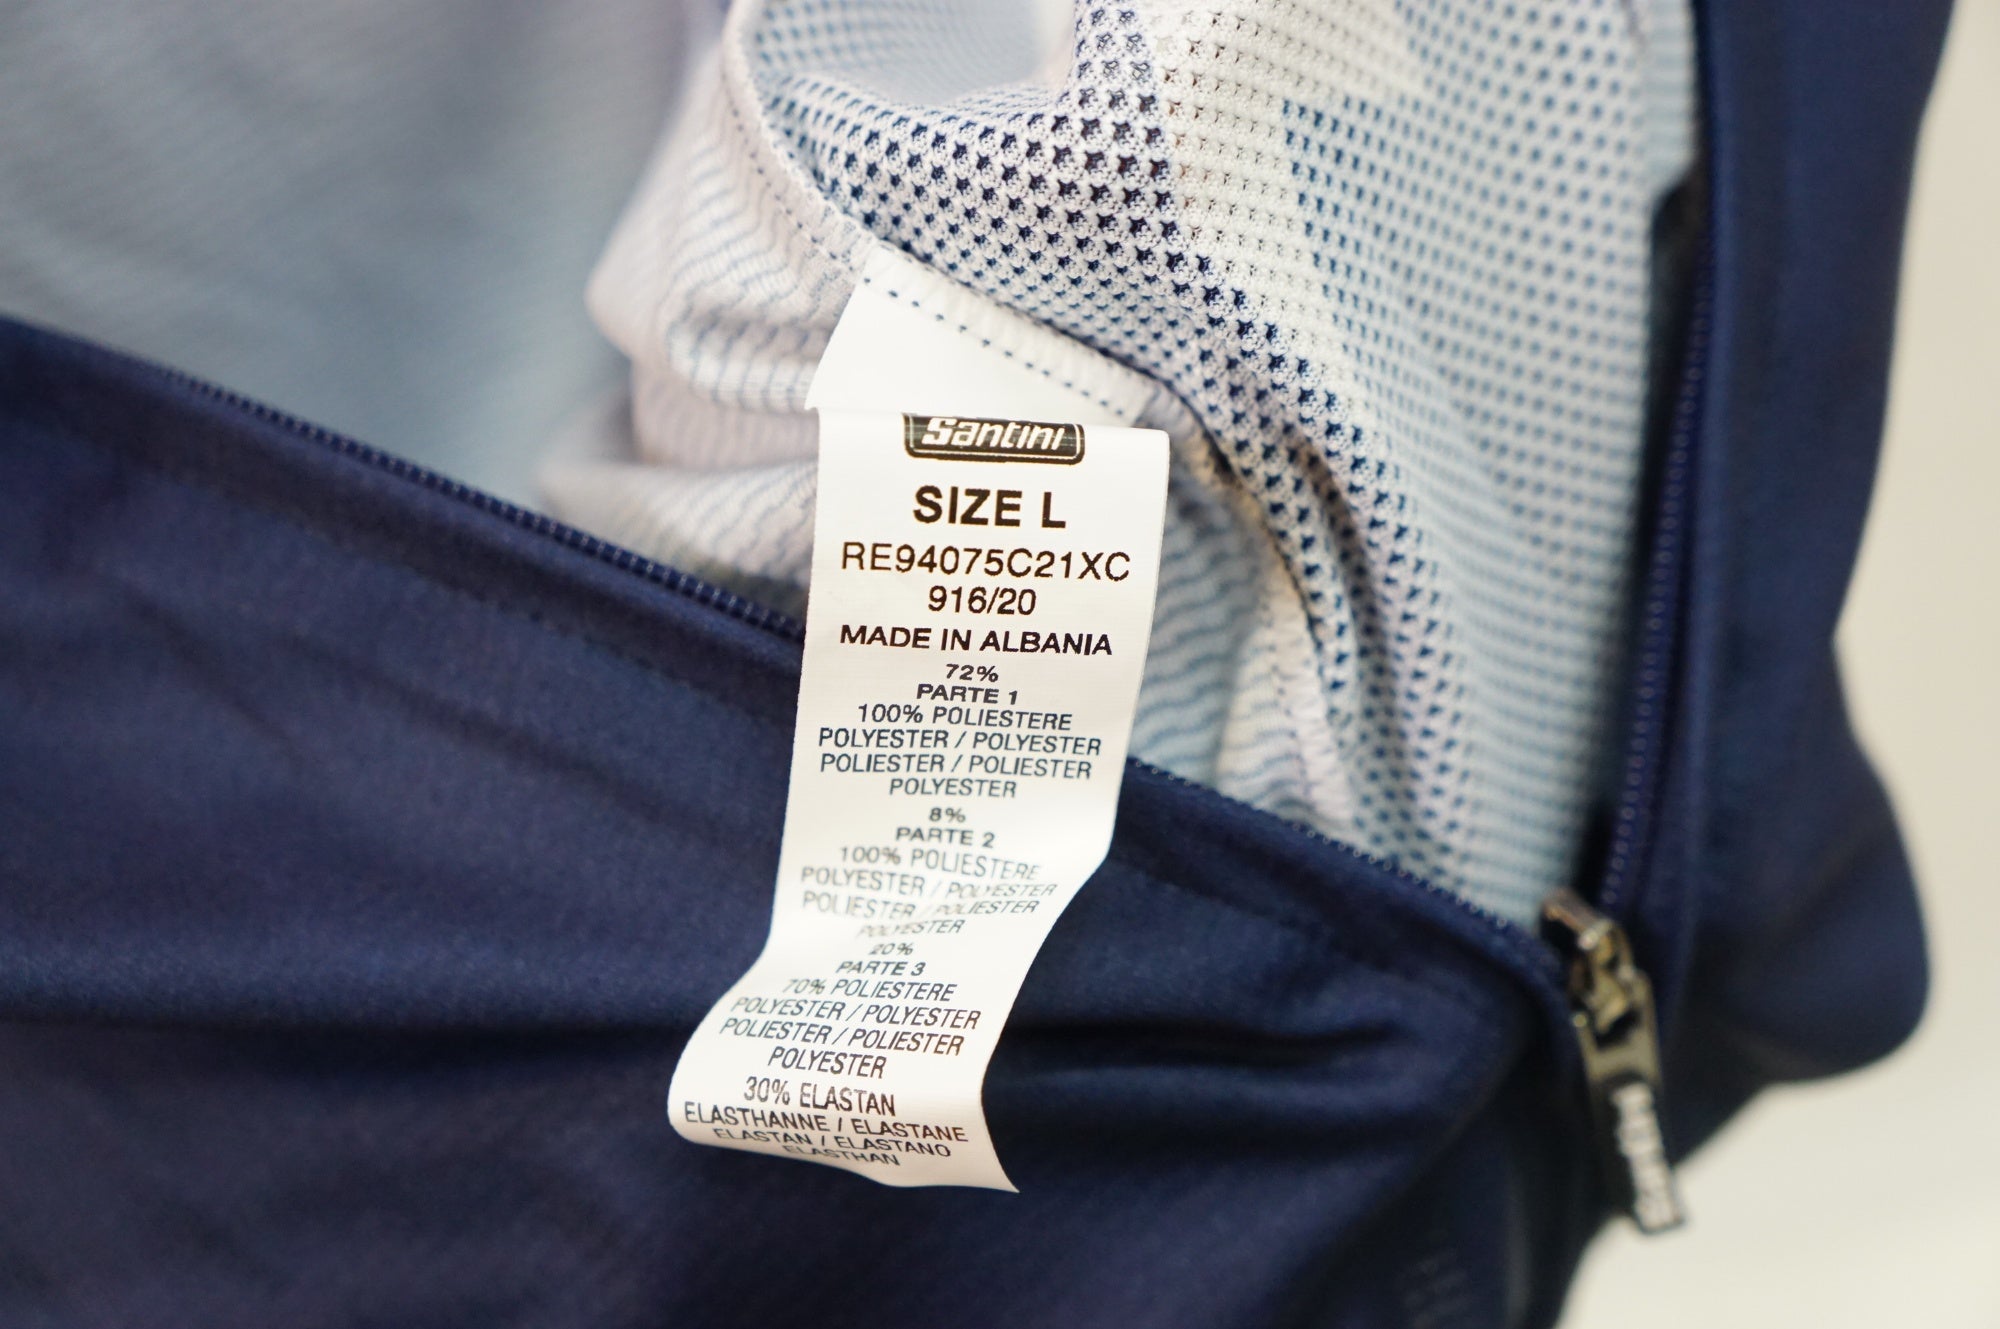 Santini
SIZE L
RE94075C21XC
916/20
MADE IN ALBANIA
72%
PARTE 1
100% POLIESTERE
POLYESTER / POLYESTER
POLIESTER / POLIESTER
POLYESTER
8%
PARTE 2
100% POLIESTERE
POLYESTER / POLYESTER
POLIESTER / POLIESTER
POLYESTER
20%
PARTE 3
70% POLIESTERE
POLYESTER / POLYESTER
POLIESTER / POLIESTER
POLYESTER
30% ELASTAN
ELASTHANNE / ELASTANE
ELASTAN / ELASTANO
ELASTHAN